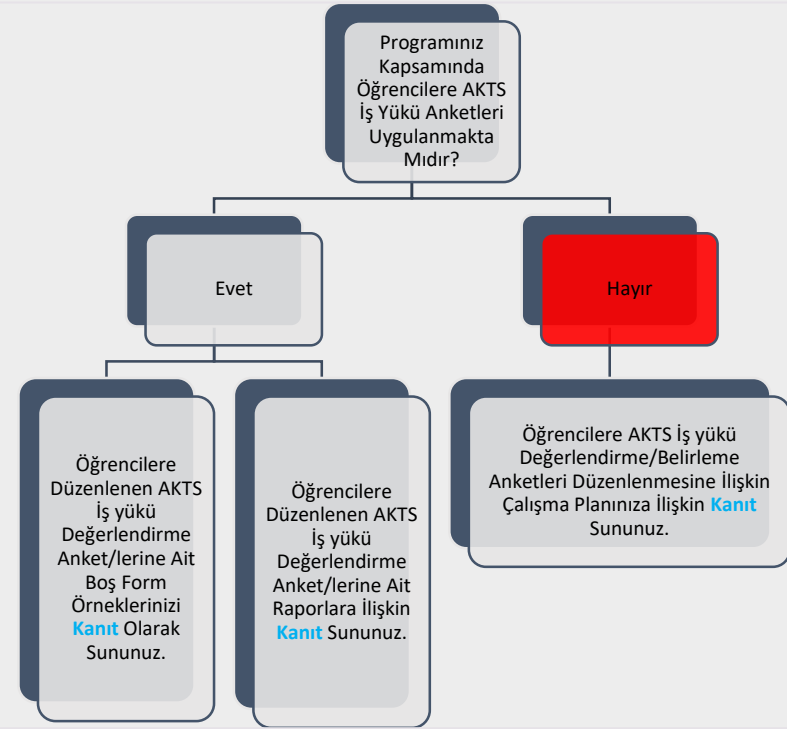 Programınız
Kapsamında
Öğrencilere AKTS
İş Yükü Anketleri
Uygulanmakta
Mıdır?
Evet
Hayır
Öğrencilere
Düzenlenen AKTS
İş yükü
Değerlendirme
Anket/lerine Ait
Boş Form
Örneklerinizi
Kanıt Olarak
Sununuz.
Öğrencilere
Düzenlenen AKTS
İş yükü
Değerlendirme
Anket/lerine Ait
Raporlara İlişkin
Kanıt Sununuz.
Öğrencilere AKTS İş yükü
Değerlendirme/Belirleme
Anketleri Düzenlenmesine İlişkin
Çalışma Planınıza İlişkin Kanıt
Sununuz.